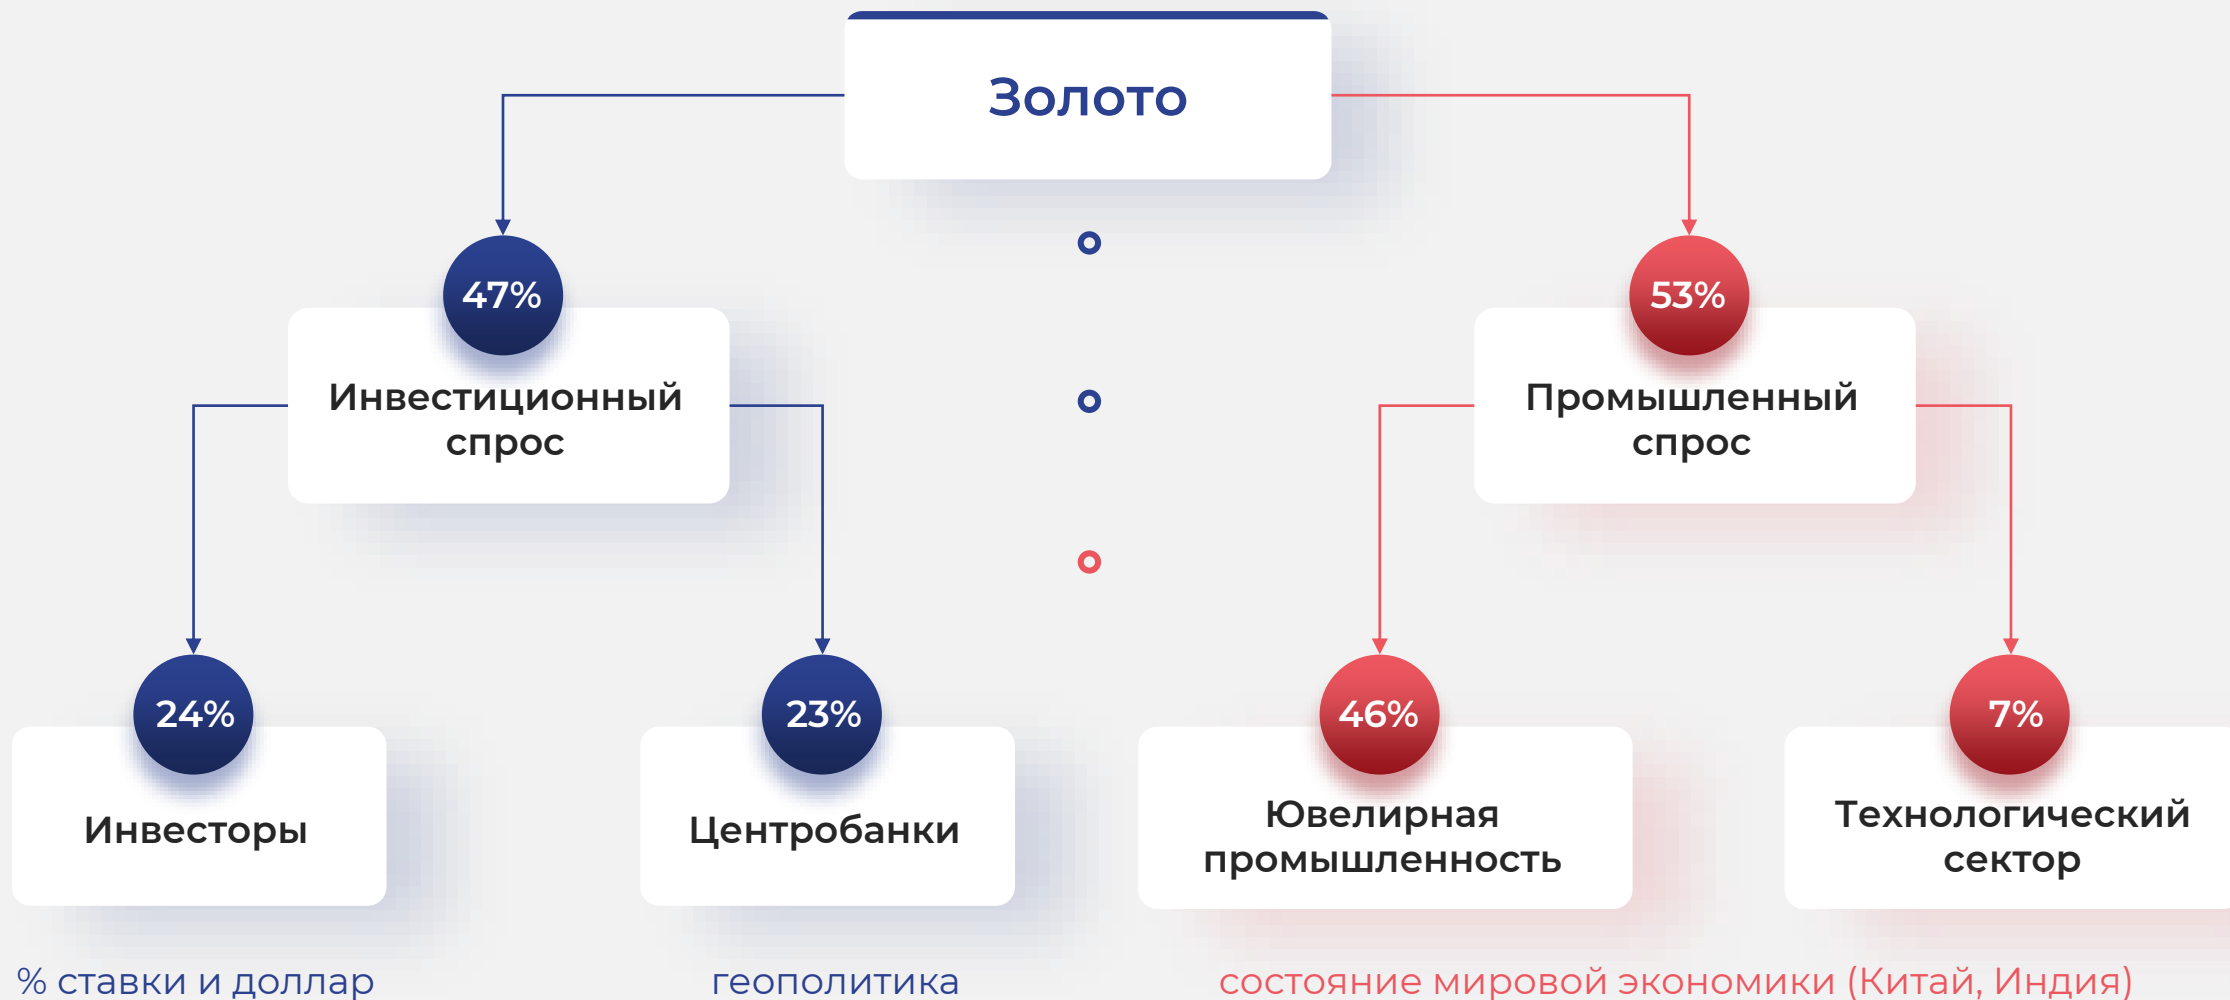 Золото
47%
Инвестиционный
спрос
53%
Промышленный
спрос
24%
Инвесторы
23%
Центробанки
46%
Ювелирная
промышленность
7%
Технологический
сектор
% ставки и доллар
геополитика
состояние мировой экономики (Китай, Индия)